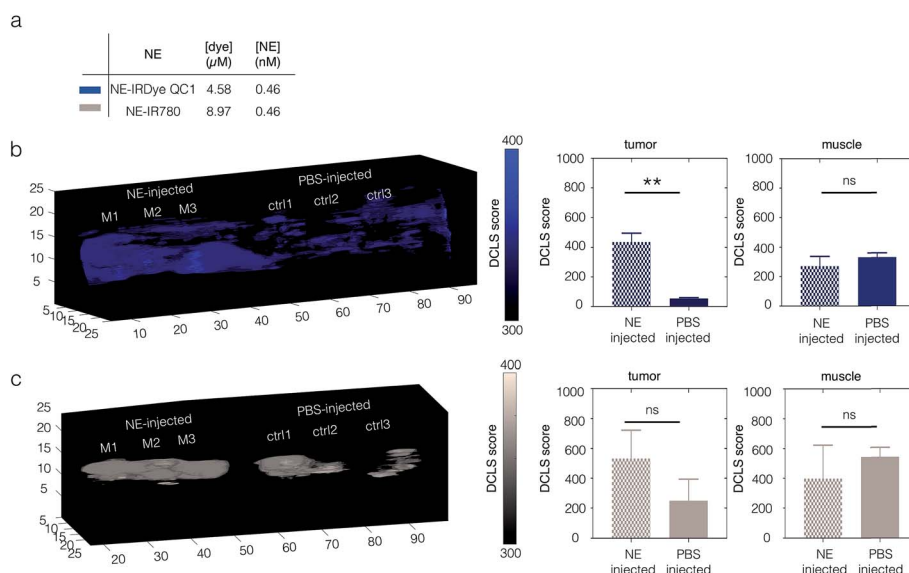 a
NE [dye] (µM) [NE] (nM)
NE-IRDye QC1 4.58 0.46
NE-IR780 8.97 0.46
b
25
20
15
10
5
NE-injected
M1 M2 M3
PBS-injected
ctrl1 ctrl2 ctrl3
5
10
15
20
25
10 20 30 40 50 60 70 80 90
400
DCLS score
300
tumor
1000
800
600
400
200
0
DCLS score
**
NE injected
PBS injected
muscle
1000
800
600
400
200
0
DCLS score
ns
NE injected
PBS injected
c
25
20
15
10
5
NE-injected
M1 M2 M3
PBS-injected
ctrl1 ctrl2 ctrl3
5
10
15
20
25
20 30 40 50 60 70 80 90
400
DCLS score
300
tumor
1000
800
600
400
200
0
DCLS score
ns
NE injected
PBS injected
muscle
1000
800
600
400
200
0
DCLS score
ns
NE injected
PBS injected